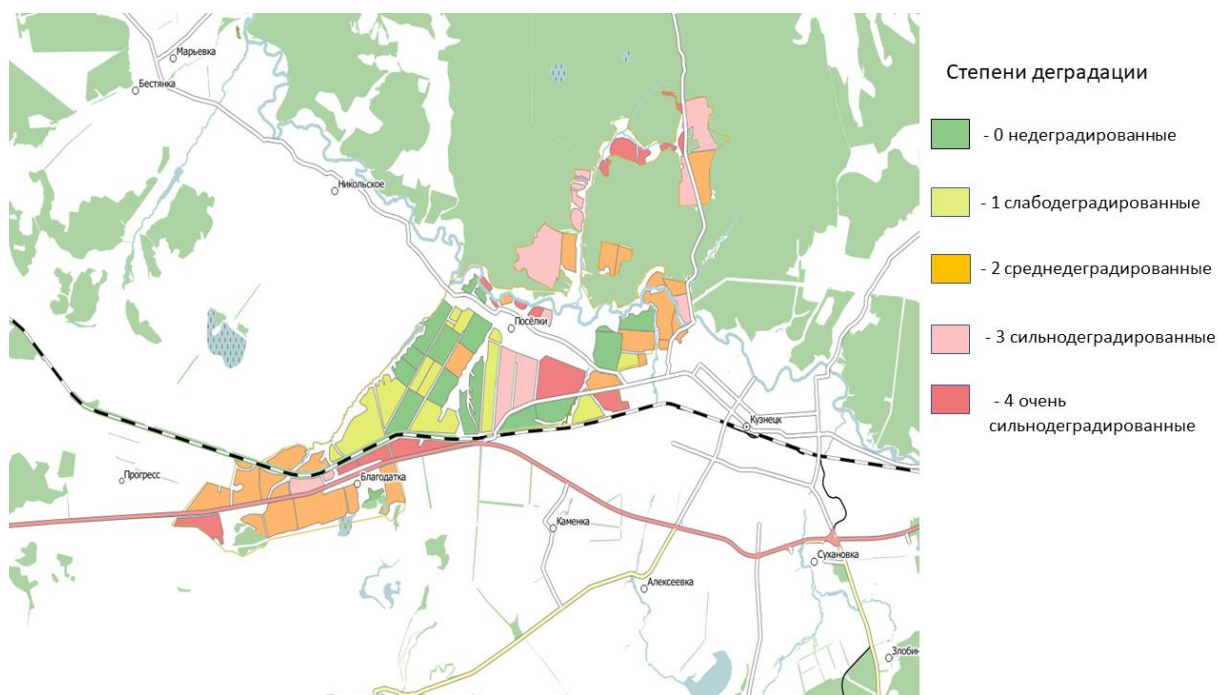 Марьевка
Бестянка
Никольское
Посёлки
Кузнецк
Прогресс
Благодатка
Каменка
Сухановка
Алексеевка
Злобин
Степени деградации
- 0 недеградированные
- 1 слабодеградированные
- 2 среднедеградированные
- 3 сильнодеградированные
- 4 очень
сильнодеградированные